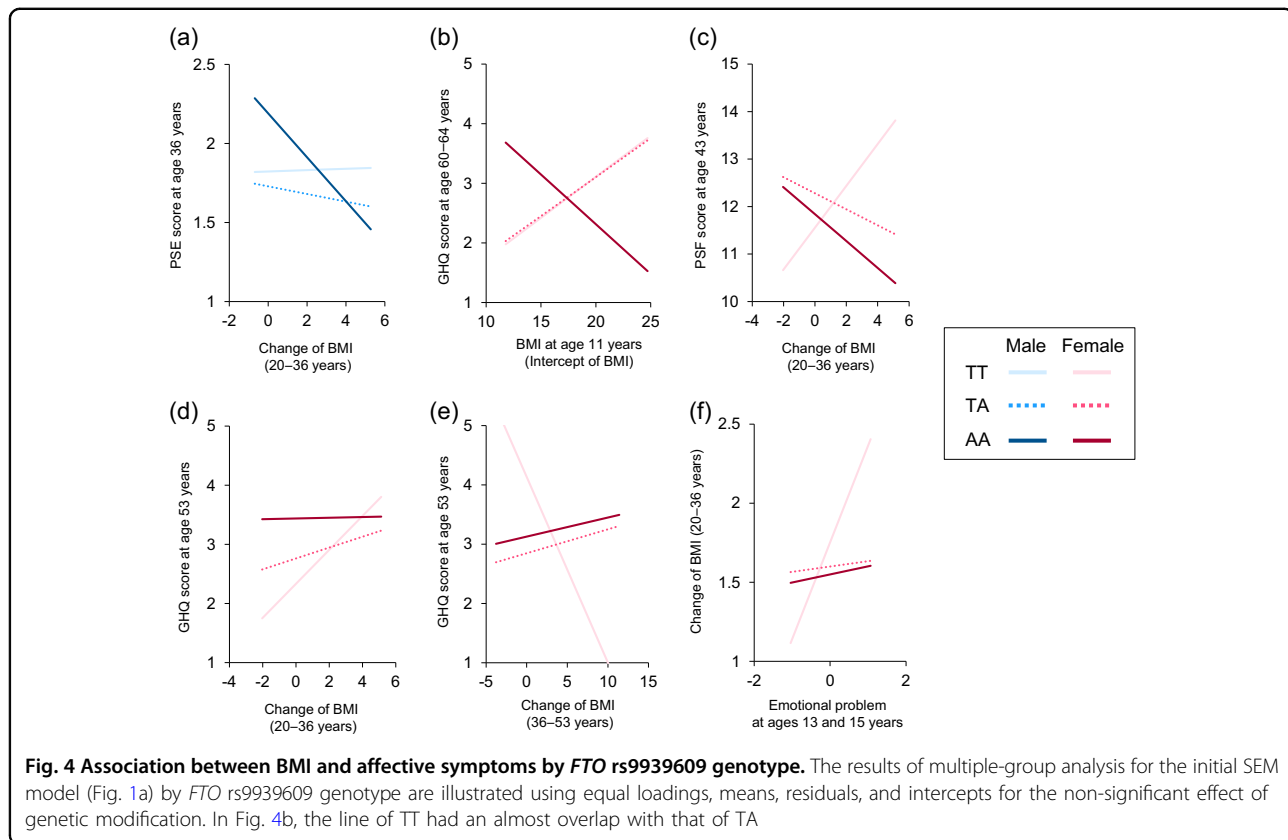 (a)
PSE score at age 36 years
2.5
2
1.5
1
-2 0 2 4 6
Change of BMI
(20–36 years)
(b)
GHQ score at age 60–64 years
5
4
3
2
1
10 15 20 25
BMI at age 11 years
(Intercept of BMI)
(c)
PSF score at age 43 years
15
14
13
12
11
10
-4 -2 0 2 4 6
Change of BMI
(20–36 years)
Male Female
TT
TA
AA
(d)
GHQ score at age 53 years
5
4
3
2
1
-4 -2 0 2 4 6
Change of BMI
(20–36 years)
(e)
GHQ score at age 53 years
5
4
3
2
1
-5 0 5 10 15
Change of BMI
(36–53 years)
(f)
Change of BMI (20–36 years)
2.5
2
1.5
1
-2 0 2
Emotional problem
at ages 13 and 15 years
Fig. 4 Association between BMI and affective symptoms by FTO rs9939609 genotype. The results of multiple-group analysis for the initial SEM
model (Fig. 1a) by FTO rs9939609 genotype are illustrated using equal loadings, means, residuals, and intercepts for the non-significant effect of
genetic modification. In Fig. 4b, the line of TT had an almost overlap with that of TA